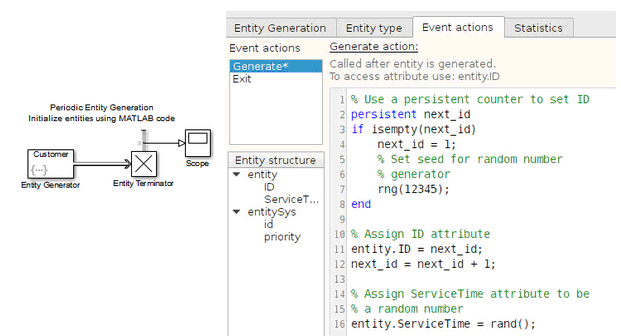 Periodic Entity Generation
Initialize entities using MATLAB code
Customer
{...}
Entity Generator
Entity Terminator
Scope
Entity Generation
Entity type
Event actions
Statistics
Event actions
Generate*
Exit
Entity structure
entity
ID
ServiceT...
entitySys
id
priority
Generate action:
Called after entity is generated.
To access attribute use: entity.ID
1 % Use a persistent counter to set ID
2 persistent next_id
3 if isempty(next_id)
4 next_id = 1;
5 % Set seed for random number
6 % generator
7 rng(12345);
8 end
9
10 % Assign ID attribute
11 entity.ID = next_id;
12 next_id = next_id + 1;
13
14 % Assign ServiceTime attribute to be
15 % a random number
16 entity.ServiceTime = rand();